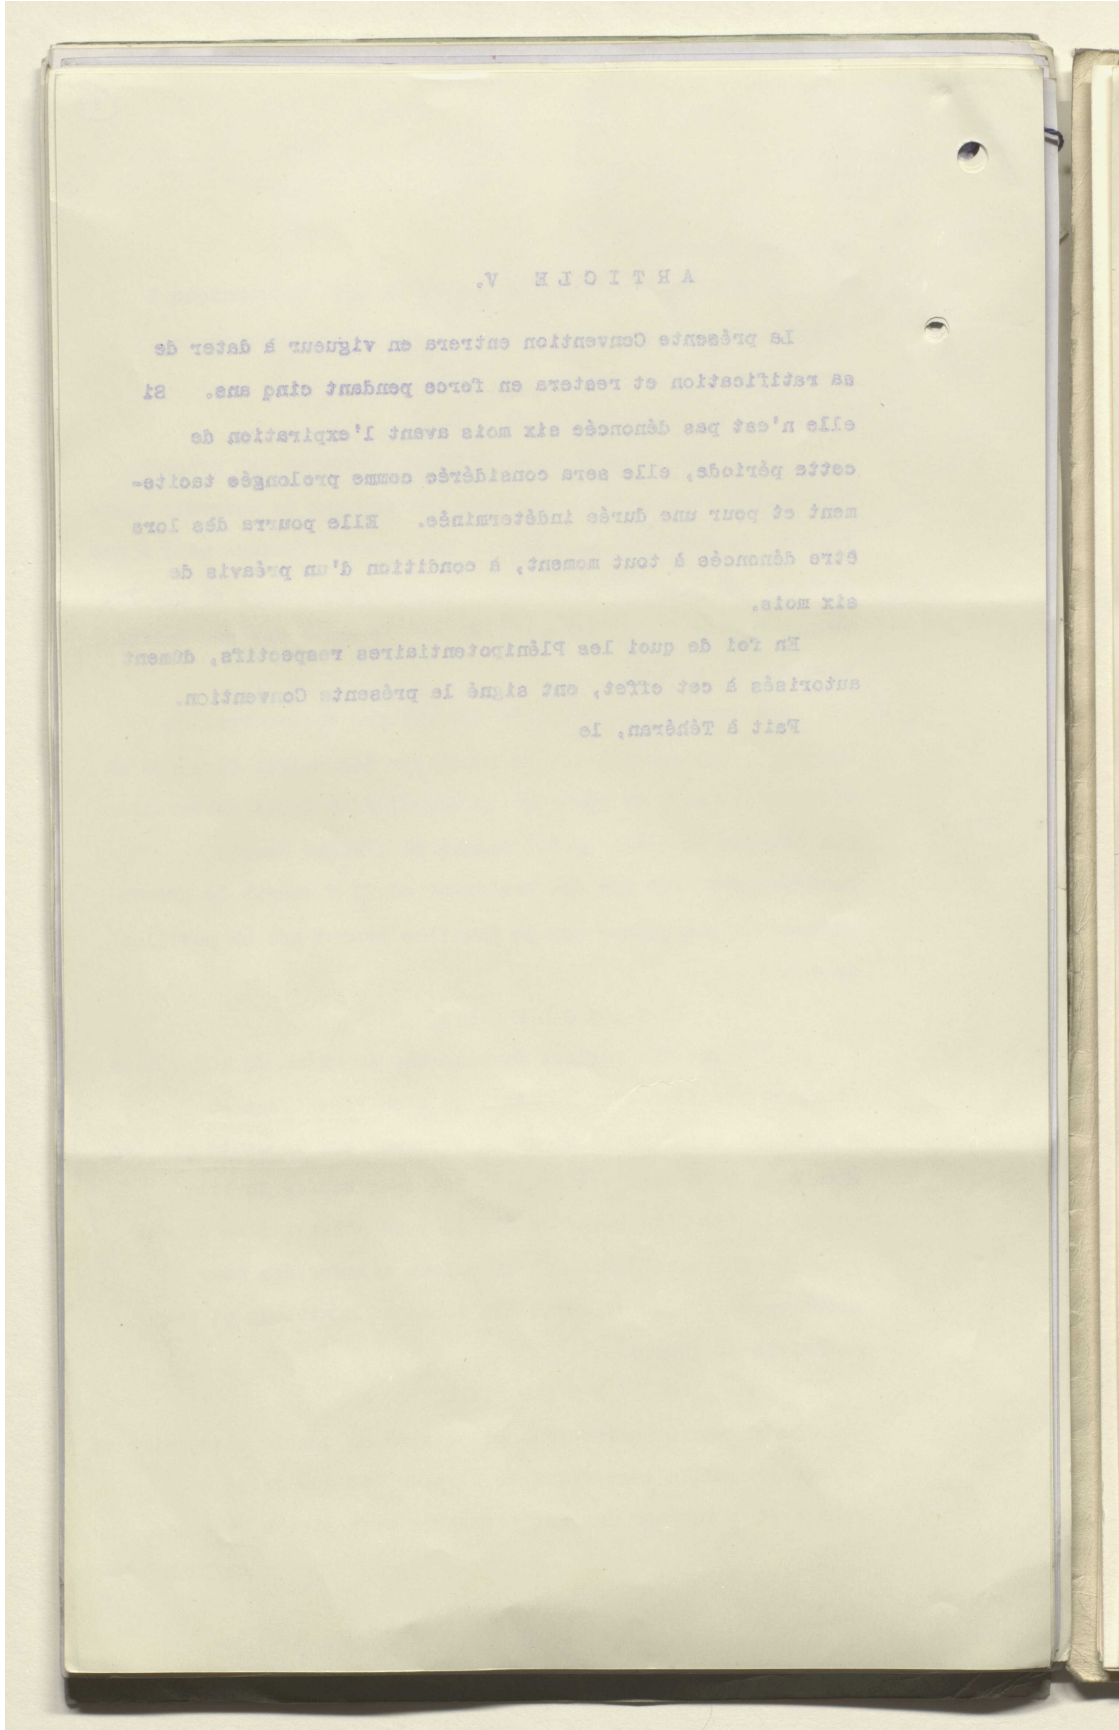 ARTICLE V.
La présente Convention entrera en vigueur à dater de
sa ratification et restera en force pendant cinq ans. Si
elle n'est pas dénoncée six mois avant l'expiration de
cette période, elle sera considérée comme prolongée tacite-
ment et pour une durée indéterminée. Elle pourra dès lors
être dénoncée à tout moment, à condition d'un préavis de
six mois.
En foi de quoi les Plénipotentiaires respectifs, dûment
autorisés à cet effet, ont signé le présente Convention.
Fait à Téhéran, le